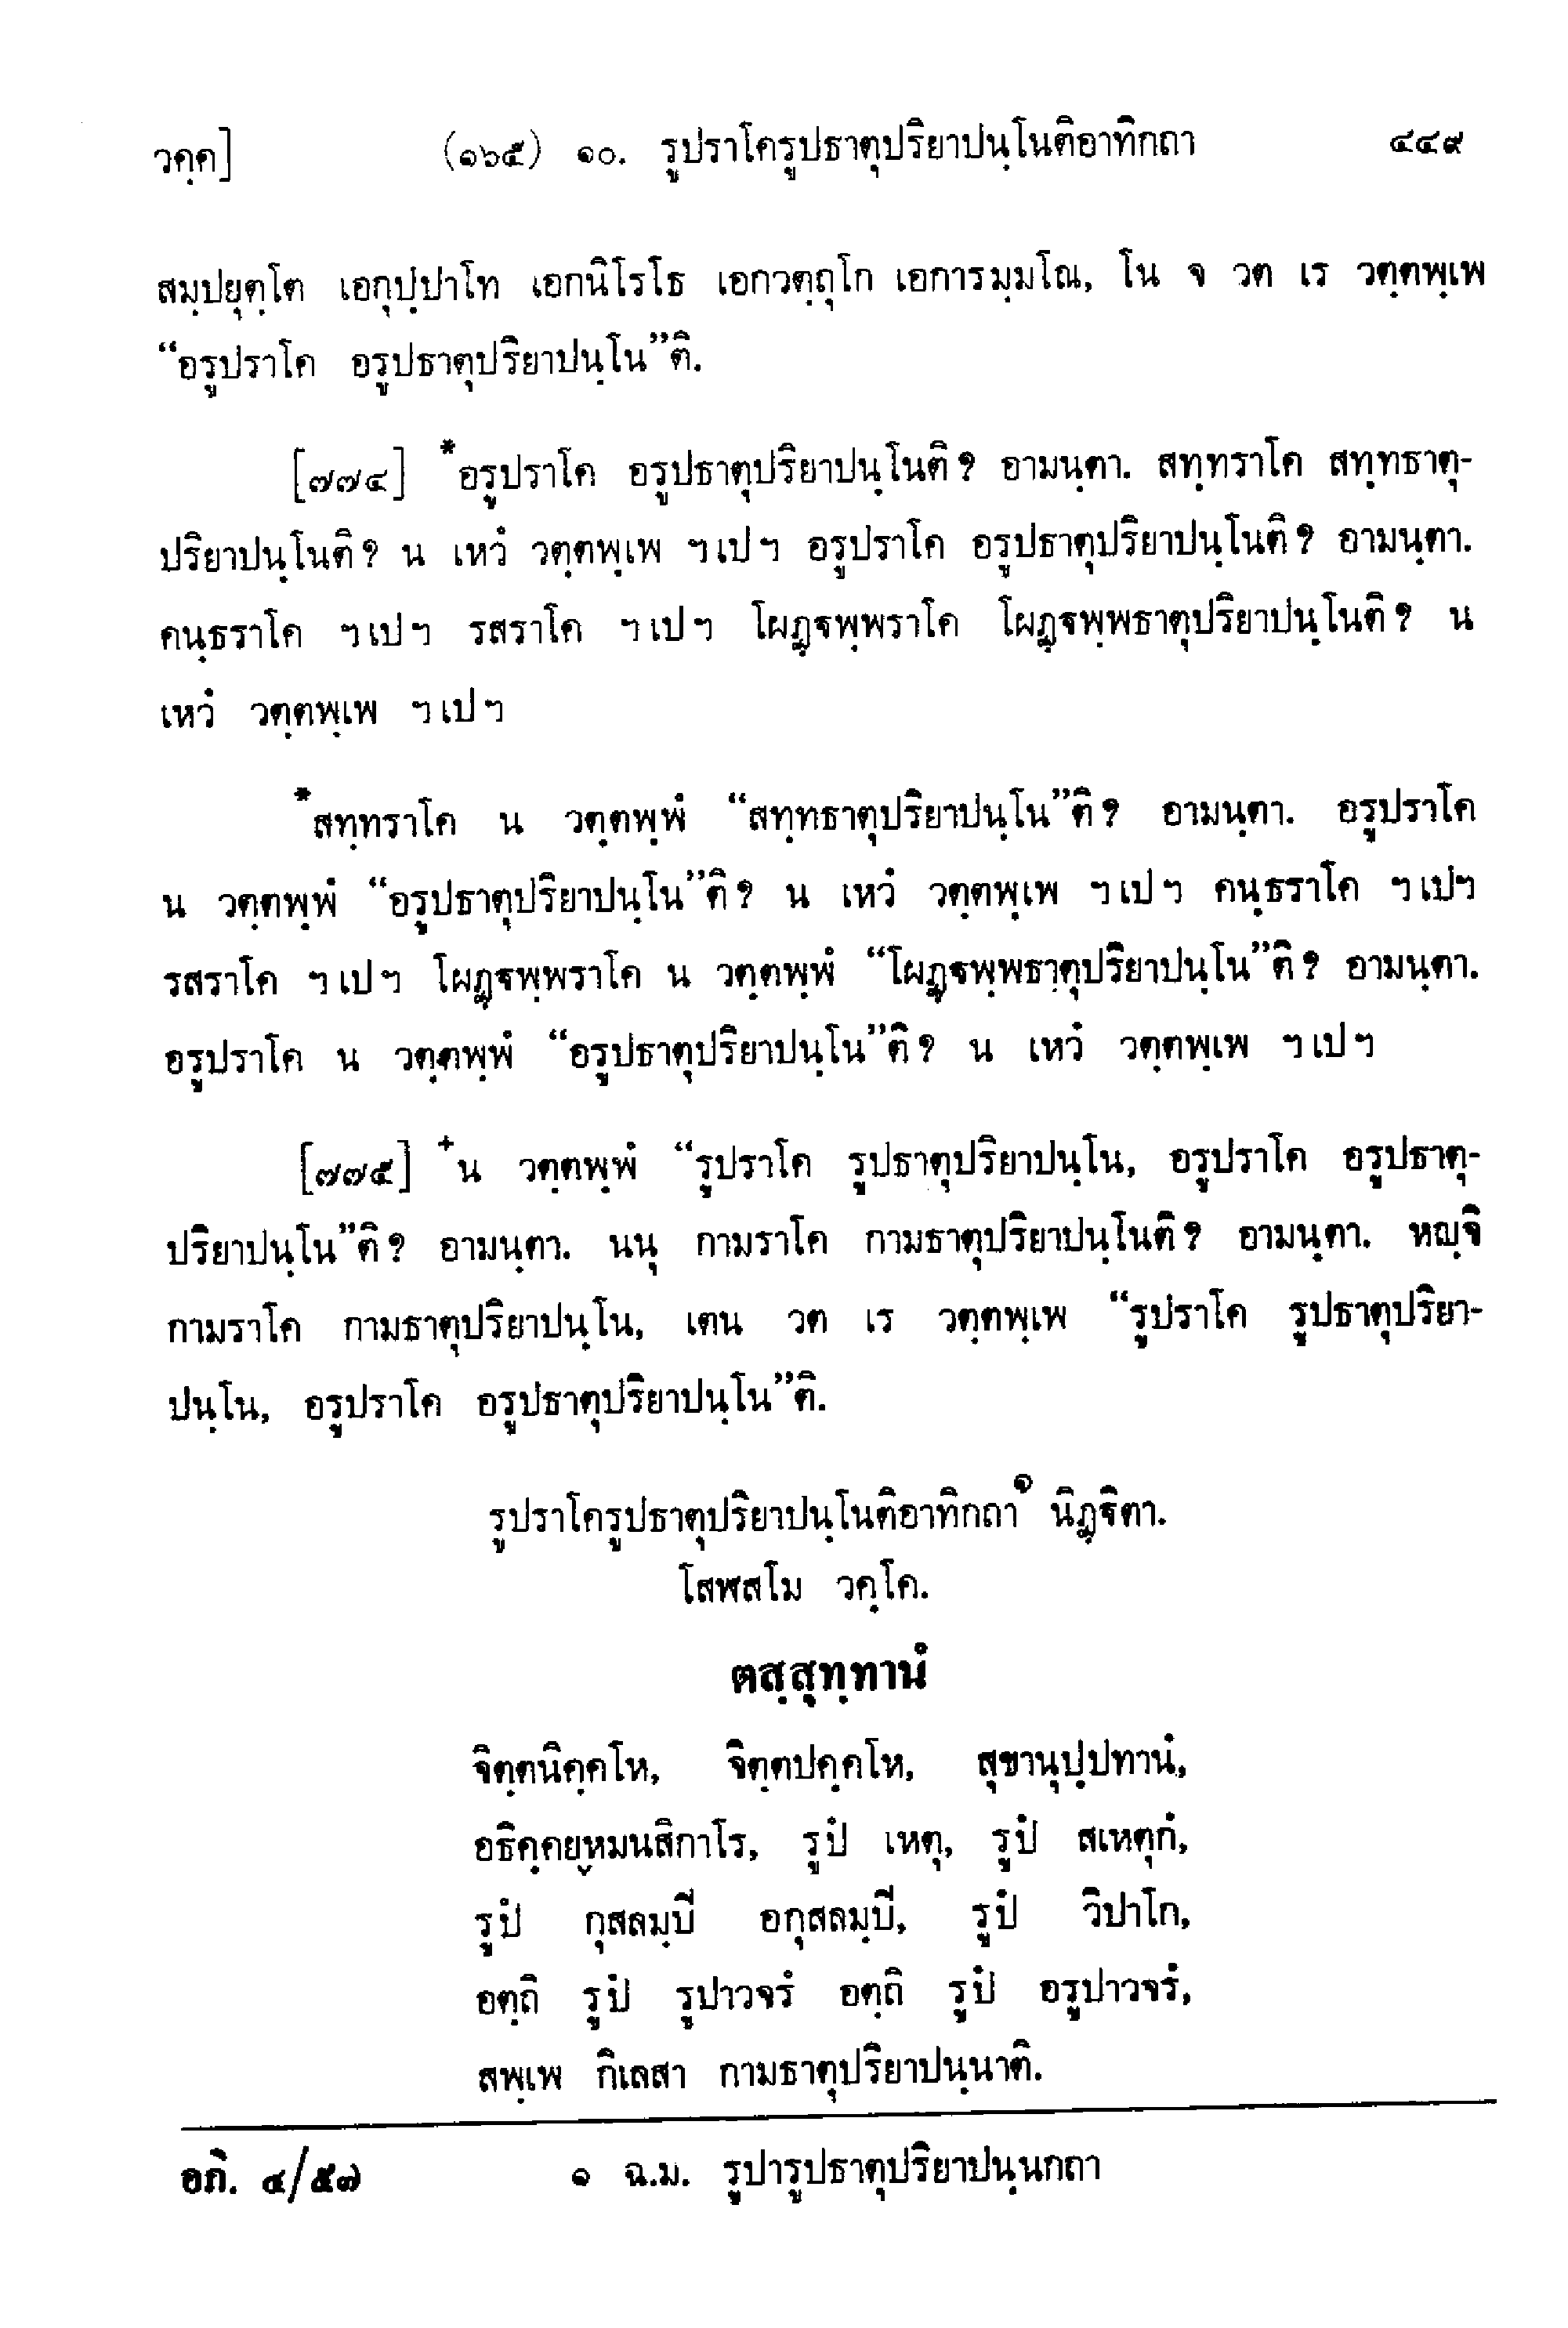 วคฺค] (๑๖๕) ๑๐. รูปราโครูปธาตุปริยาปนฺโนติอาทิกถา ๔๔๙
สมฺปยุตฺโต เอกุปฺปาโท เอกนิโรโธ เอกวตฺถุโก เอการมฺมโณ, โน จ วต เร วตฺตพฺเพ
“อรูปราโค อรูปธาตุปริยาปนฺโน”ติ.
[๗๗๔] *อรูปราโค อรูปธาตุปริยาปนฺโนติ? อามนฺตา. สทฺทราโค สทฺทธาตุ-
ปริยาปนฺโนติ? น เหวํ วตฺตพฺเพ ฯเปฯ อรูปราโค อรูปธาตุปริยาปนฺโนติ? อามนฺตา.
คนฺธราโค ฯเปฯ รสราโค ฯเปฯ โผฏฺฐพฺพราโค โผฏฺฐพฺพธาตุปริยาปนฺโนติ? น
เหวํ วตฺตพฺเพ ฯเปฯ
*สทฺทราโค น วตฺตพฺพํ “สทฺทธาตุปริยาปนฺโน”ติ? อามนฺตา. อรูปราโค
น วตฺตพฺพํ “อรูปธาตุปริยาปนฺโน”ติ? น เหวํ วตฺตพฺเพ ฯเปฯ คนฺธราโค ฯเปฯ
รสราโค ฯเปฯ โผฏฺฐพฺพราโค น วตฺตพฺพํ “โผฏฺฐพฺพธาตุปริยาปนฺโน”ติ? อามนฺตา.
อรูปราโค น วตฺตพฺพํ “อรูปธาตุปริยาปนฺโน”ติ? น เหวํ วตฺตพฺเพ ฯเปฯ
[๗๗๕] +น วตฺตพฺพํ “รูปราโค รูปธาตุปริยาปนฺโน, อรูปราโค อรูปธาตุ-
ปริยาปนฺโน”ติ? อามนฺตา. นนุ กามราโค กามธาตุปริยาปนฺโนติ? อามนฺตา. หญฺจิ
กามราโค กามธาตุปริยาปนฺโน, เตน วต เร วตฺตพฺเพ “รูปราโค รูปธาตุปริยา-
ปนฺโน, อรูปราโค อรูปธาตุปริยาปนฺโน”ติ.
รูปราโครูปธาตุปริยาปนฺโนติอาทิกถา๑ นิฏฺฐิตา.
โสฬสโม วคฺโค.
ตสฺสุทฺทานํ
จิตฺตนิคฺคโห, จิตฺตปคฺคโห, สุขานุปฺปทานํ,
อธิคฺคยฺหมนสิกาโร, รูปํ เหตุ, รูปํ สเหตุกํ,
รูปํ กุสลมฺปี อกุสลมฺปี, รูปํ วิปาโก,
อตฺถิ รูปํ รูปาวจรํ อตฺถิ รูปํ อรูปาวจรํ,
สพฺเพ กิเลสา กามธาตุปริยาปนฺนาติ.
อภิ. ๔/๕๗ ๑ ฉ.ม. รูปารูปธาตุปริยาปนฺนกถา